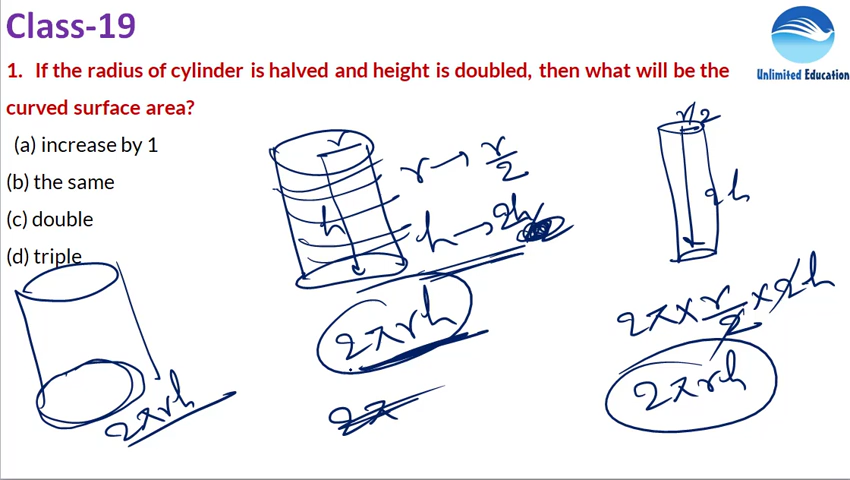 Class-19
Unlimited Education
1. If the radius of cylinder is halved and height is doubled, then what will be the
curved surface area?
(a) increase by 1
(b) the same
(c) double
(d) triple
r
h
r → r/2
h → 2h
2πrh
2π
2πrh
r/2
2h
2π × r/2 × 2h
2πrh